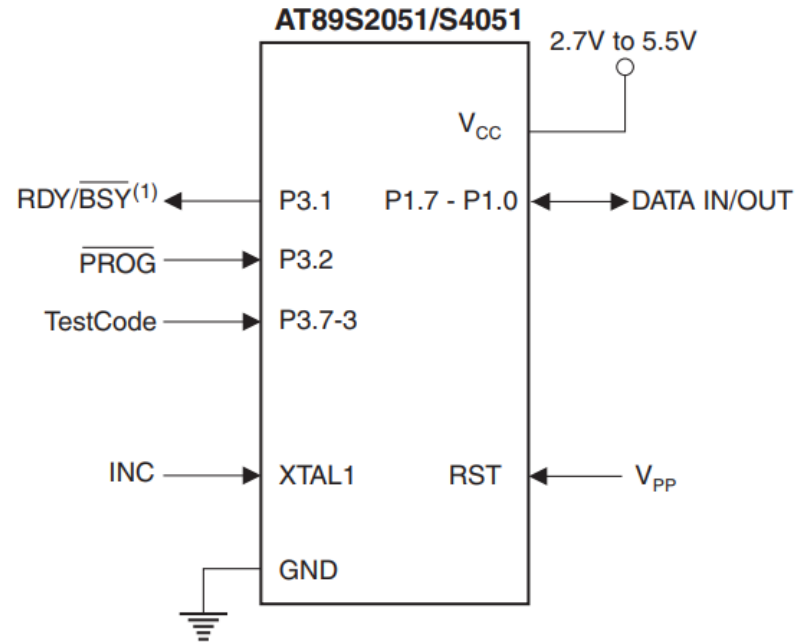 AT89S2051/S4051
2.7V to 5.5V
VCC
RDY/BSY(1)
P3.1
P1.7 - P1.0
DATA IN/OUT
PROG
P3.2
TestCode
P3.7-3
INC
XTAL1
RST
VPP
GND